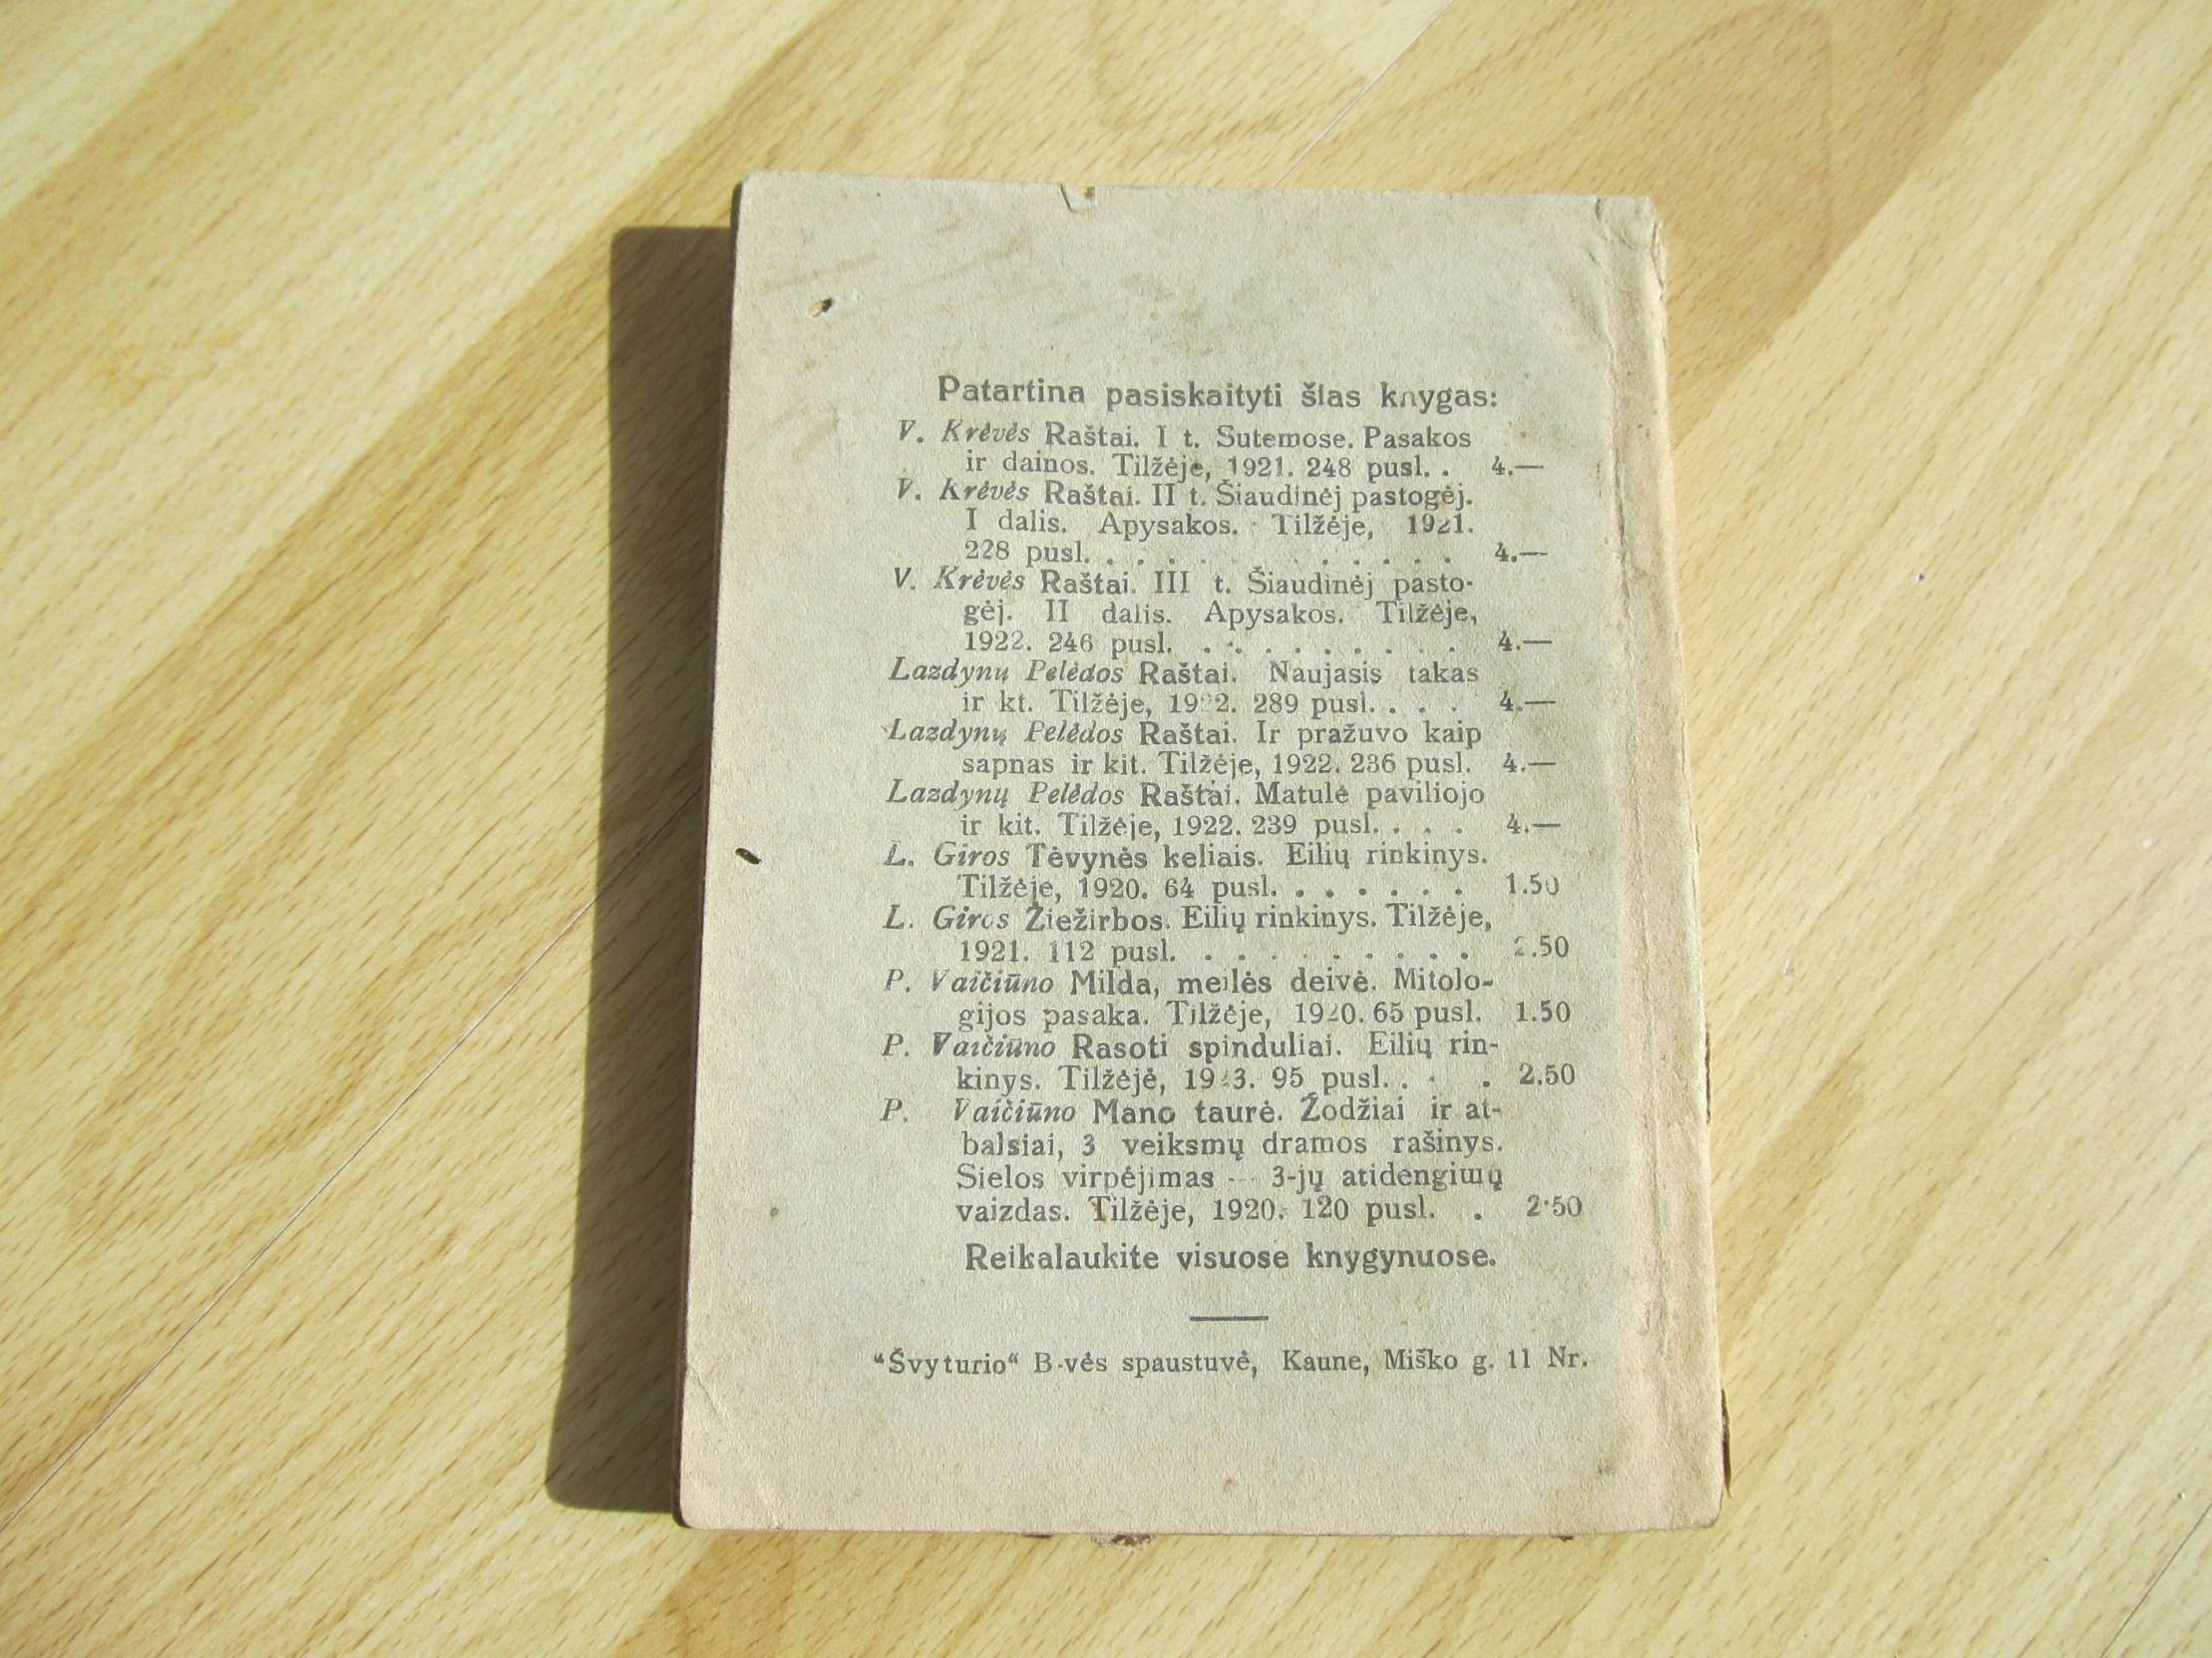 Patartina pasiskaityti šias knygas:
V. Krėvės Raštai. I t. Sutemose. Pasakos
ir dainos. Tilžėje, 1921. 248 pusl. . 4.—
V. Krėvės Raštai. II t. Šiaudinėj pastogėj.
I dalis. Apysakos. Tilžėje, 1921.
228 pusl. . . . . . . . . . . . . 4.—
V. Krėvės Raštai. III t. Šiaudinėj pasto-
gėj. II dalis. Apysakos. Tilžėje,
1922. 246 pusl. . . . . . . . . . 4.—
Lazdynų Pelėdos Raštai. Naujasis takas
ir kt. Tilžėje, 1922. 289 pusl. . . . 4.—
Lazdynų Pelėdos Raštai. Ir pražuvo kaip
sapnas ir kit. Tilžėje, 1922. 236 pusl. 4.—
Lazdynų Pelėdos Raštai. Matulė paviliojo
ir kit. Tilžėje, 1922. 239 pusl. . . . 4.—
L. Giros Tėvynės keliais. Eilių rinkinys.
Tilžėje, 1920. 64 pusl. . . . . . . 1.50
L. Giros Žiežirbos. Eilių rinkinys. Tilžėje,
1921. 112 pusl. . . . . . . . . . 2.50
P. Vaičiūno Milda, meilės deivė. Mitolo-
gijos pasaka. Tilžėje, 1920. 65 pusl. 1.50
P. Vaičiūno Rasoti spinduliai. Eilių rin-
kinys. Tilžėjė, 1923. 95 pusl. . . . 2.50
P. Vaičiūno Mano taurė. Žodžiai ir at-
balsiai, 3 veiksmų dramos rašinys.
Sielos virpėjimas — 3-jų atidengimų
vaizdas. Tilžėje, 1920. 120 pusl. . 2·50
Reikalaukite visuose knygynuose.
“Švyturio“ B-vės spaustuvė, Kaune, Miško g. 11 Nr.